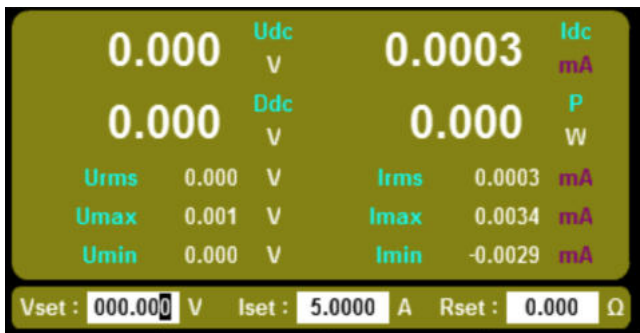 0.000 Udc V 0.0003 Idc mA
0.000 Ddc V 0.000 P W
Urms 0.000 V Irms 0.0003 mA
Umax 0.001 V Imax 0.0034 mA
Umin 0.000 V Imin -0.0029 mA
Vset : 000.000 V Iset : 5.0000 A Rset : 0.000 Ω